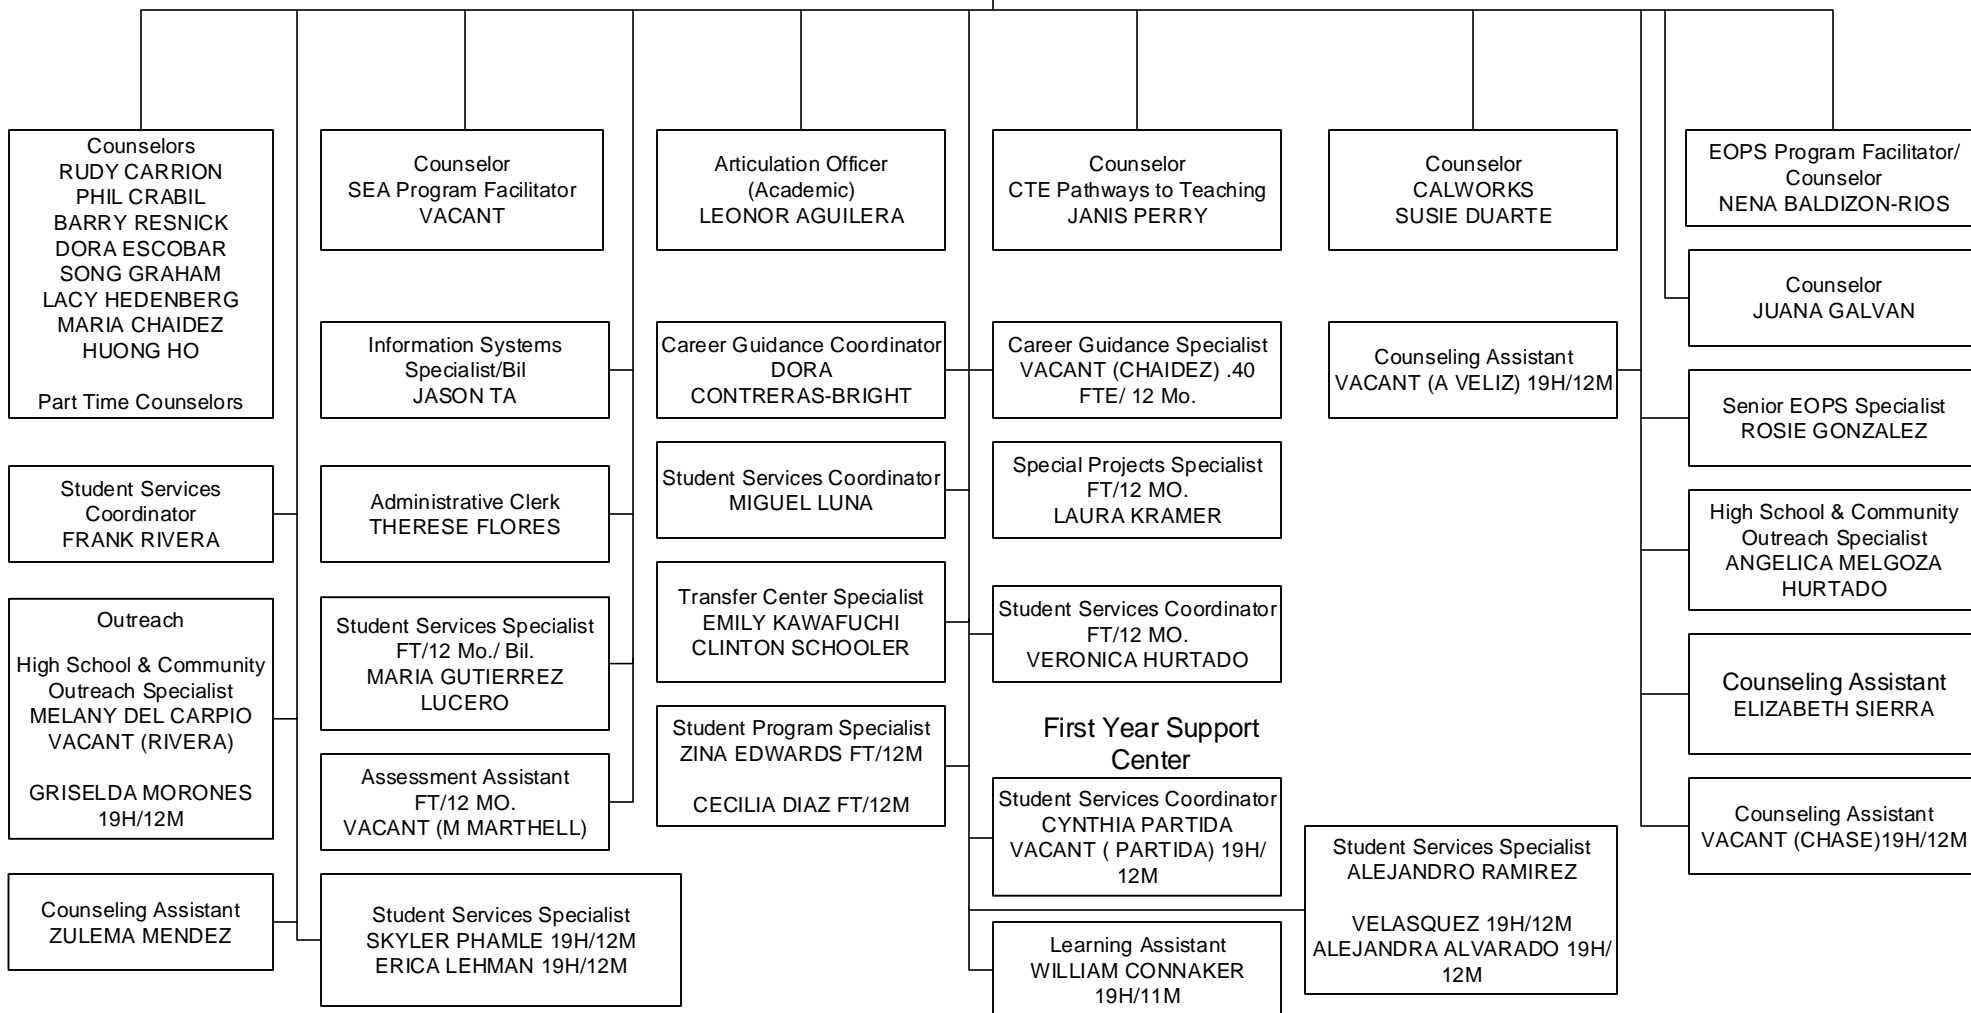 Counselors
RUDY CARRION
PHIL CRABIL
BARRY RESNICK
DORA ESCOBAR
SONG GRAHAM
LACY HEDENBERG
MARIA CHAIDEZ
HUONG HO
Part Time Counselors
Counselor
SEA Program Facilitator
VACANT
Articulation Officer
(Academic)
LEONOR AGUILERA
Counselor
CTE Pathways to Teaching
JANIS PERRY
Counselor
CALWORKS
SUSIE DUARTE
EOPS Program Facilitator/
Counselor
NENA BALDIZON-RIOS
Counselor
JUANA GALVAN
Information Systems
Specialist/Bil
JASON TA
Career Guidance Coordinator
DORA
CONTRERAS-BRIGHT
Career Guidance Specialist
VACANT (CHAIDEZ) .40
FTE/ 12 Mo.
Counseling Assistant
VACANT (A VELIZ) 19H/12M
Senior EOPS Specialist
ROSIE GONZALEZ
Student Services
Coordinator
FRANK RIVERA
Administrative Clerk
THERESE FLORES
Student Services Coordinator
MIGUEL LUNA
Special Projects Specialist
FT/12 MO.
LAURA KRAMER
High School & Community
Outreach Specialist
ANGELICA MELGOZA
HURTADO
Outreach
High School & Community
Outreach Specialist
MELANY DEL CARPIO
VACANT (RIVERA)
GRISELDA MORONES
19H/12M
Student Services Specialist
FT/12 Mo./ Bil.
MARIA GUTIERREZ
LUCERO
Transfer Center Specialist
EMILY KAWAFUCHI
CLINTON SCHOOLER
Student Services Coordinator
FT/12 MO.
VERONICA HURTADO
Counseling Assistant
ELIZABETH SIERRA
Assessment Assistant
FT/12 MO.
VACANT (M MARTHELL)
Student Program Specialist
ZINA EDWARDS FT/12M
CECILIA DIAZ FT/12M
First Year Support
Center
Student Services Coordinator
CYNTHIA PARTIDA
VACANT ( PARTIDA) 19H/
12M
Counseling Assistant
VACANT (CHASE)19H/12M
Student Services Specialist
ALEJANDRO RAMIREZ
VELASQUEZ 19H/12M
ALEJANDRA ALVARADO 19H/
12M
Counseling Assistant
ZULEMA MENDEZ
Student Services Specialist
SKYLER PHAMLE 19H/12M
ERICA LEHMAN 19H/12M
Learning Assistant
WILLIAM CONNAKER
19H/11M